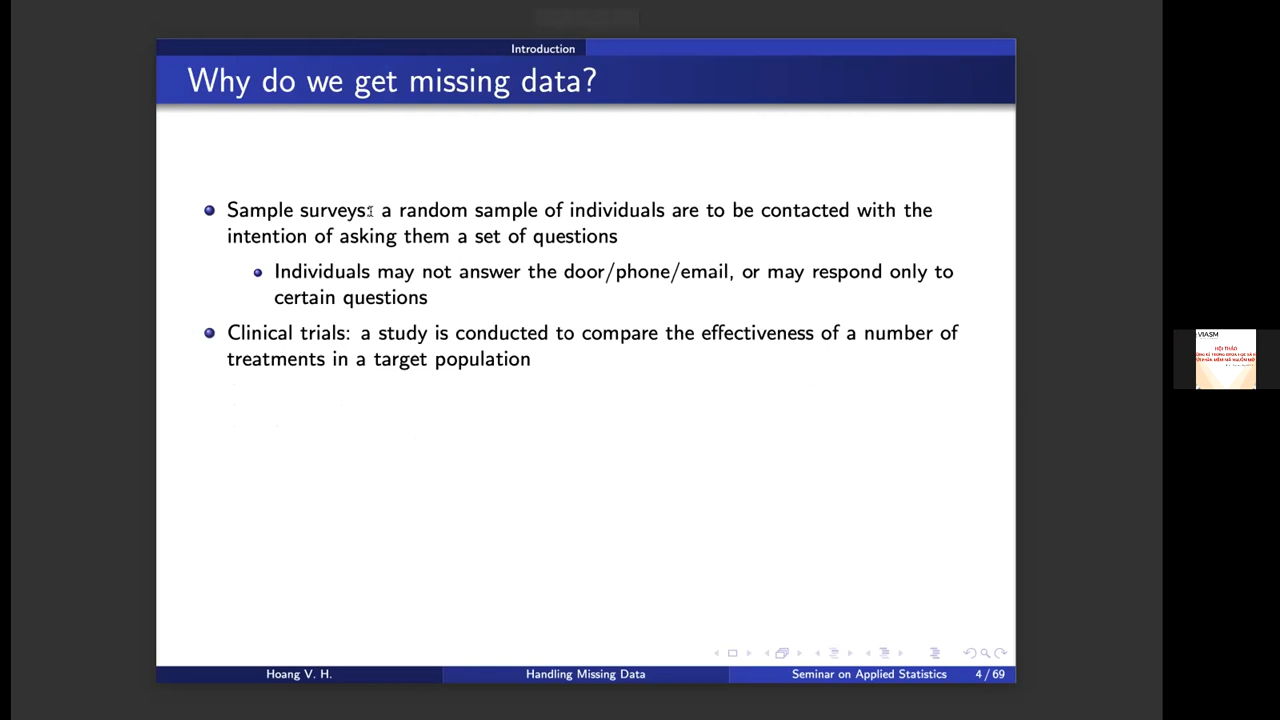 Introduction
Why do we get missing data?
Sample surveys: a random sample of individuals are to be contacted with the
intention of asking them a set of questions
Individuals may not answer the door/phone/email, or may respond only to
certain questions
Clinical trials: a study is conducted to compare the effectiveness of a number of
treatments in a target population
Hoang V. H.
Handling Missing Data
Seminar on Applied Statistics
4 / 69
VIASM
HỘI THẢO